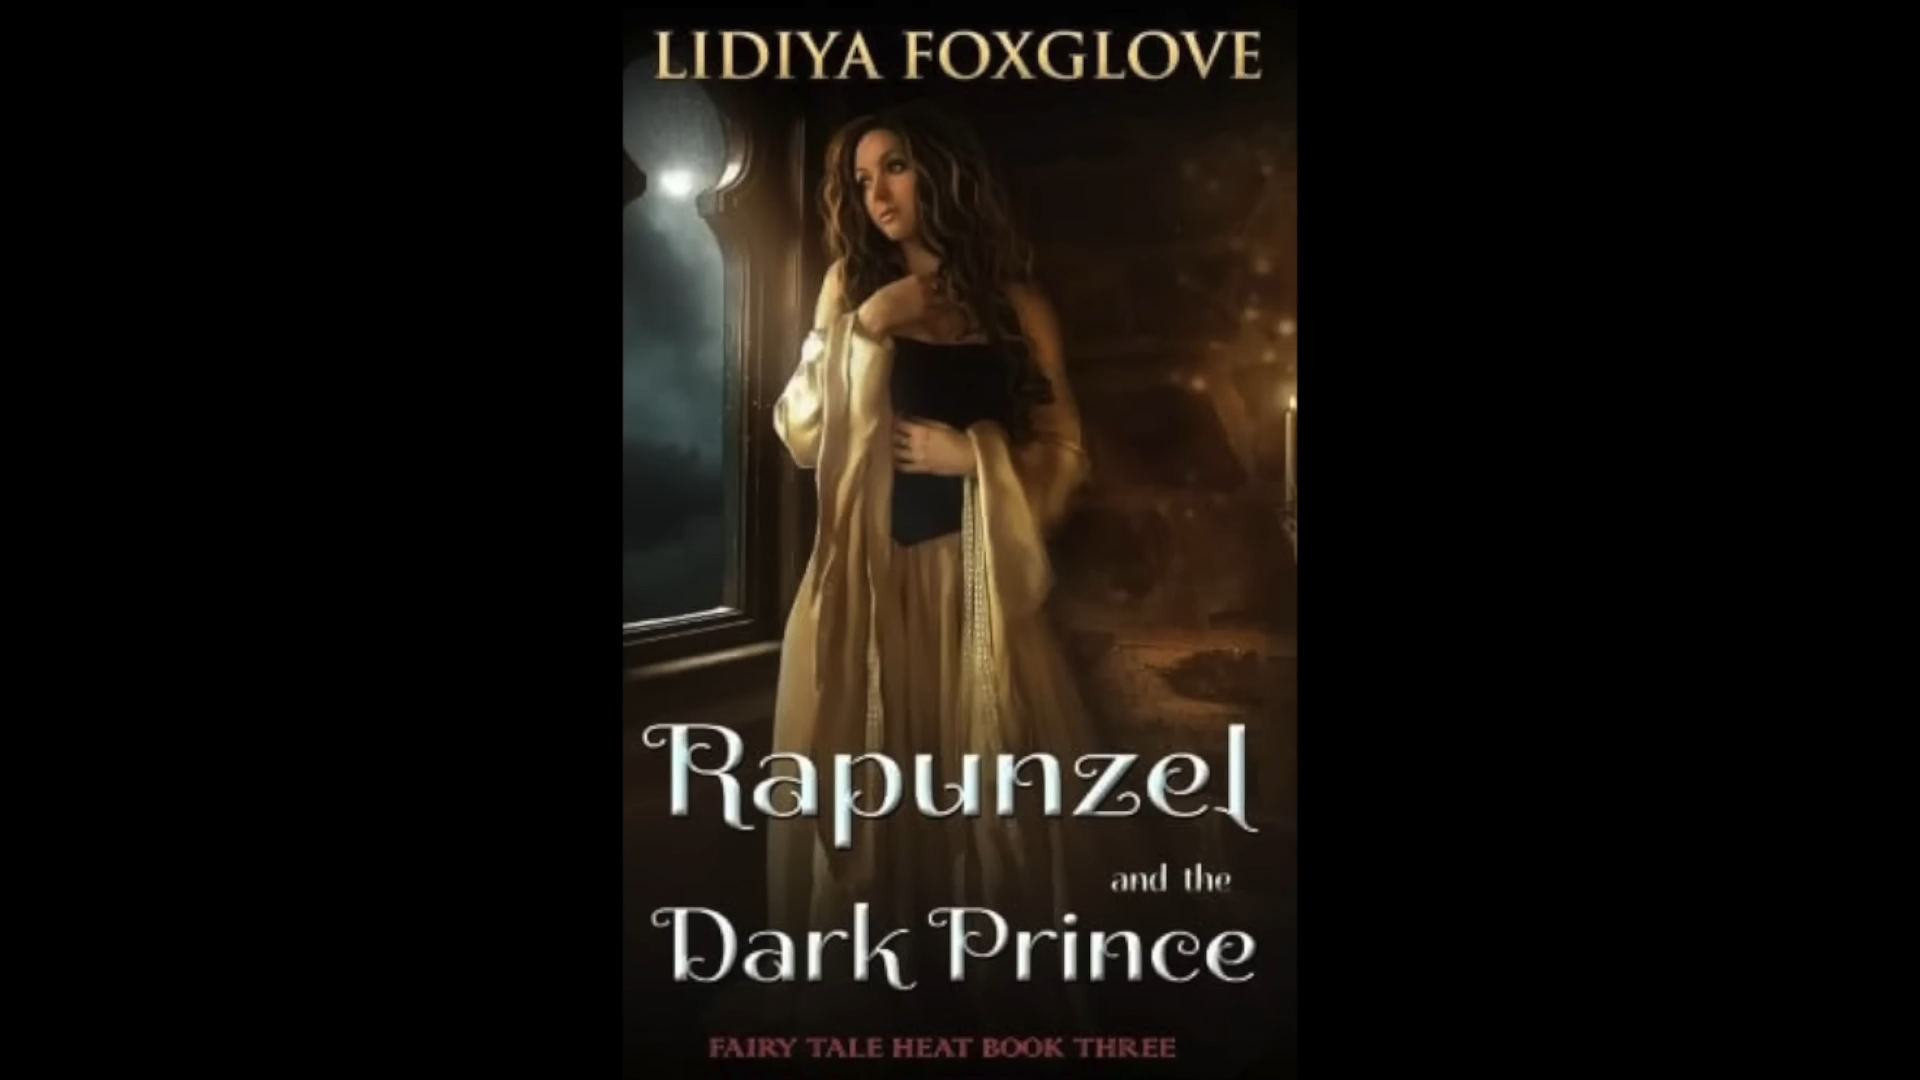 LIDIYA FOXGLOVE
Rapunzel
and the
Dark Prince
FAIRY TALE HEAT BOOK THREE